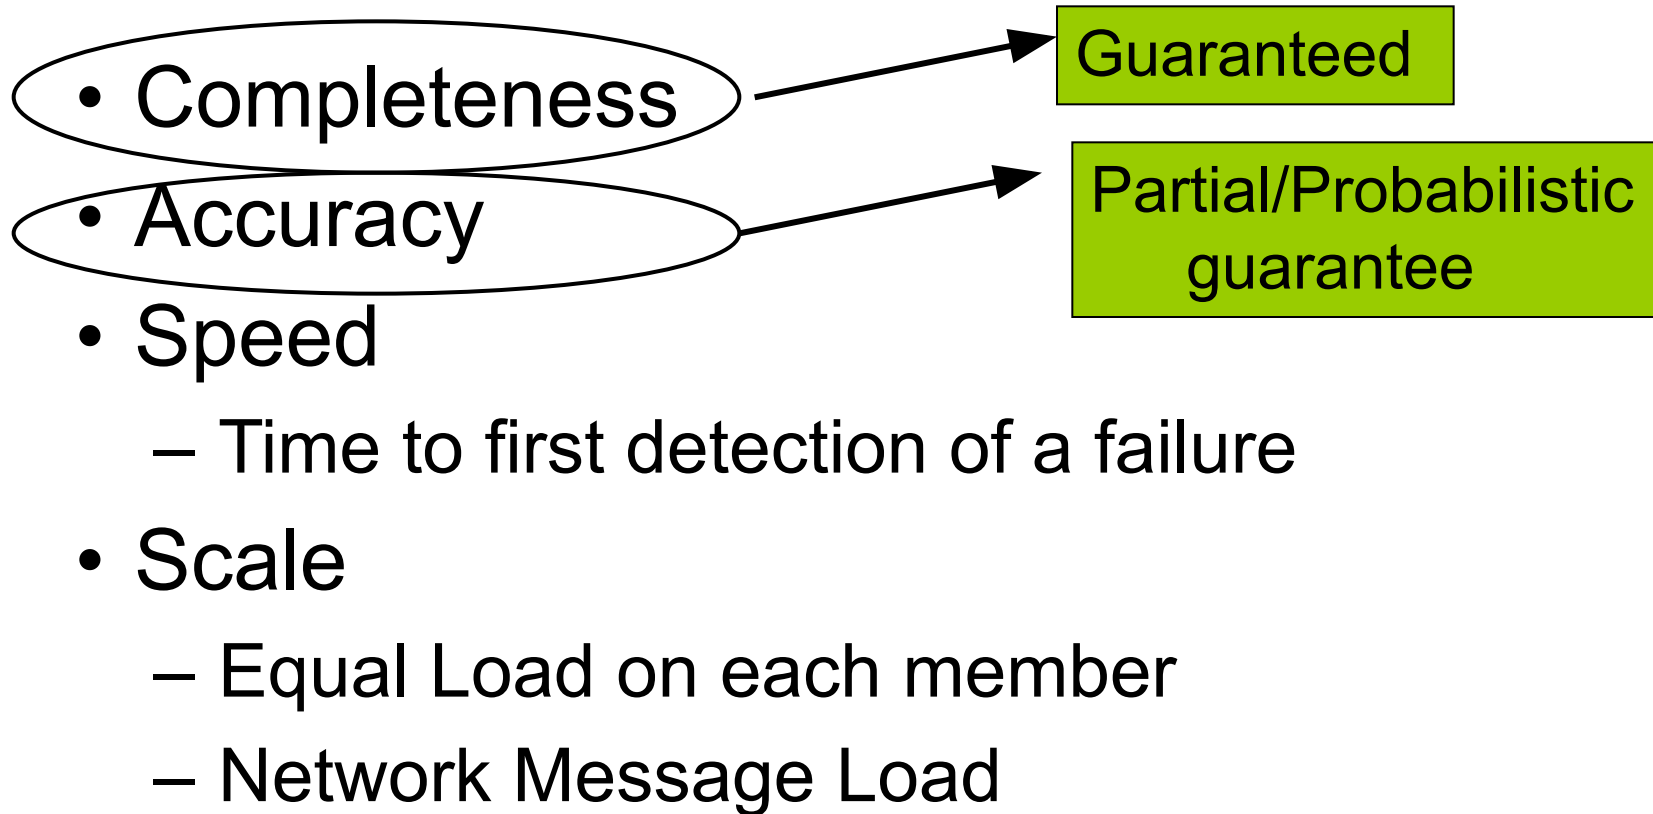 • Completeness
Guaranteed
• Accuracy
Partial/Probabilistic
guarantee
• Speed
– Time to first detection of a failure
• Scale
– Equal Load on each member
– Network Message Load